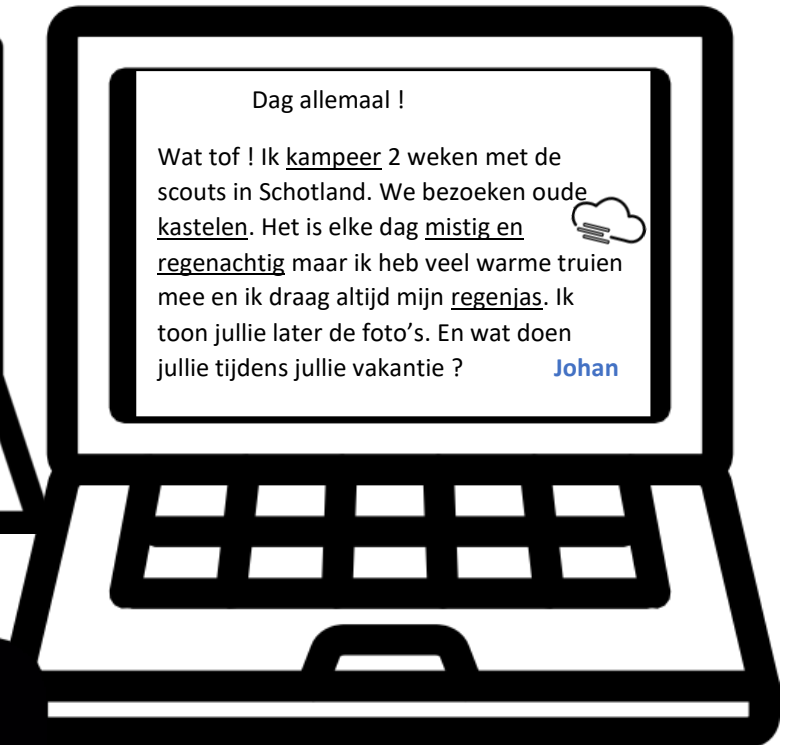 Dag allemaal !
Wat tof ! Ik kampeer 2 weken met de
scouts in Schotland. We bezoeken oude
kastelen. Het is elke dag mistig en
regenachtig maar ik heb veel warme truien
mee en ik draag altijd mijn regenjas. Ik
toon jullie later de foto’s. En wat doen
jullie tijdens jullie vakantie ? Johan